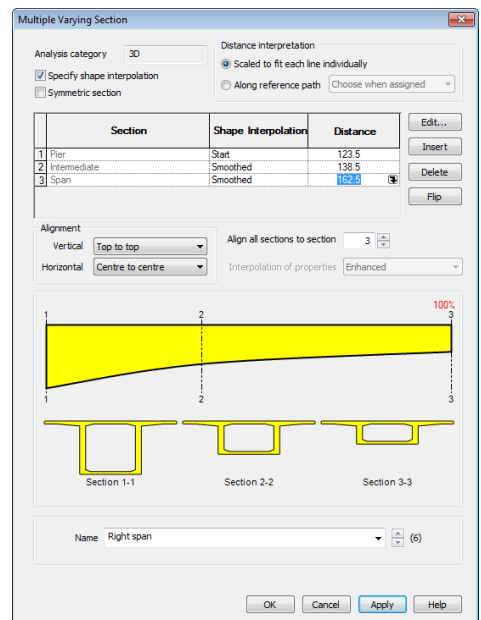 Multiple Varying Section
Analysis category 3D
Specify shape interpolation
Symmetric section
Distance interpretation
Scaled to fit each line individually
Along reference path Choose when assigned
Section Shape Interpolation Distance
1 Pier Start 123.5
2 Intermediate Smoothed 138.5
3 Span Smoothed 162.5
Edit...
Insert
Delete
Flip
Alignment
Vertical Top to top
Horizontal Centre to centre
Align all sections to section 3
Interpolation of properties Enhanced
100%
1 2 3
1 2 3
Section 1-1 Section 2-2 Section 3-3
Name Right span (6)
OK Cancel Apply Help